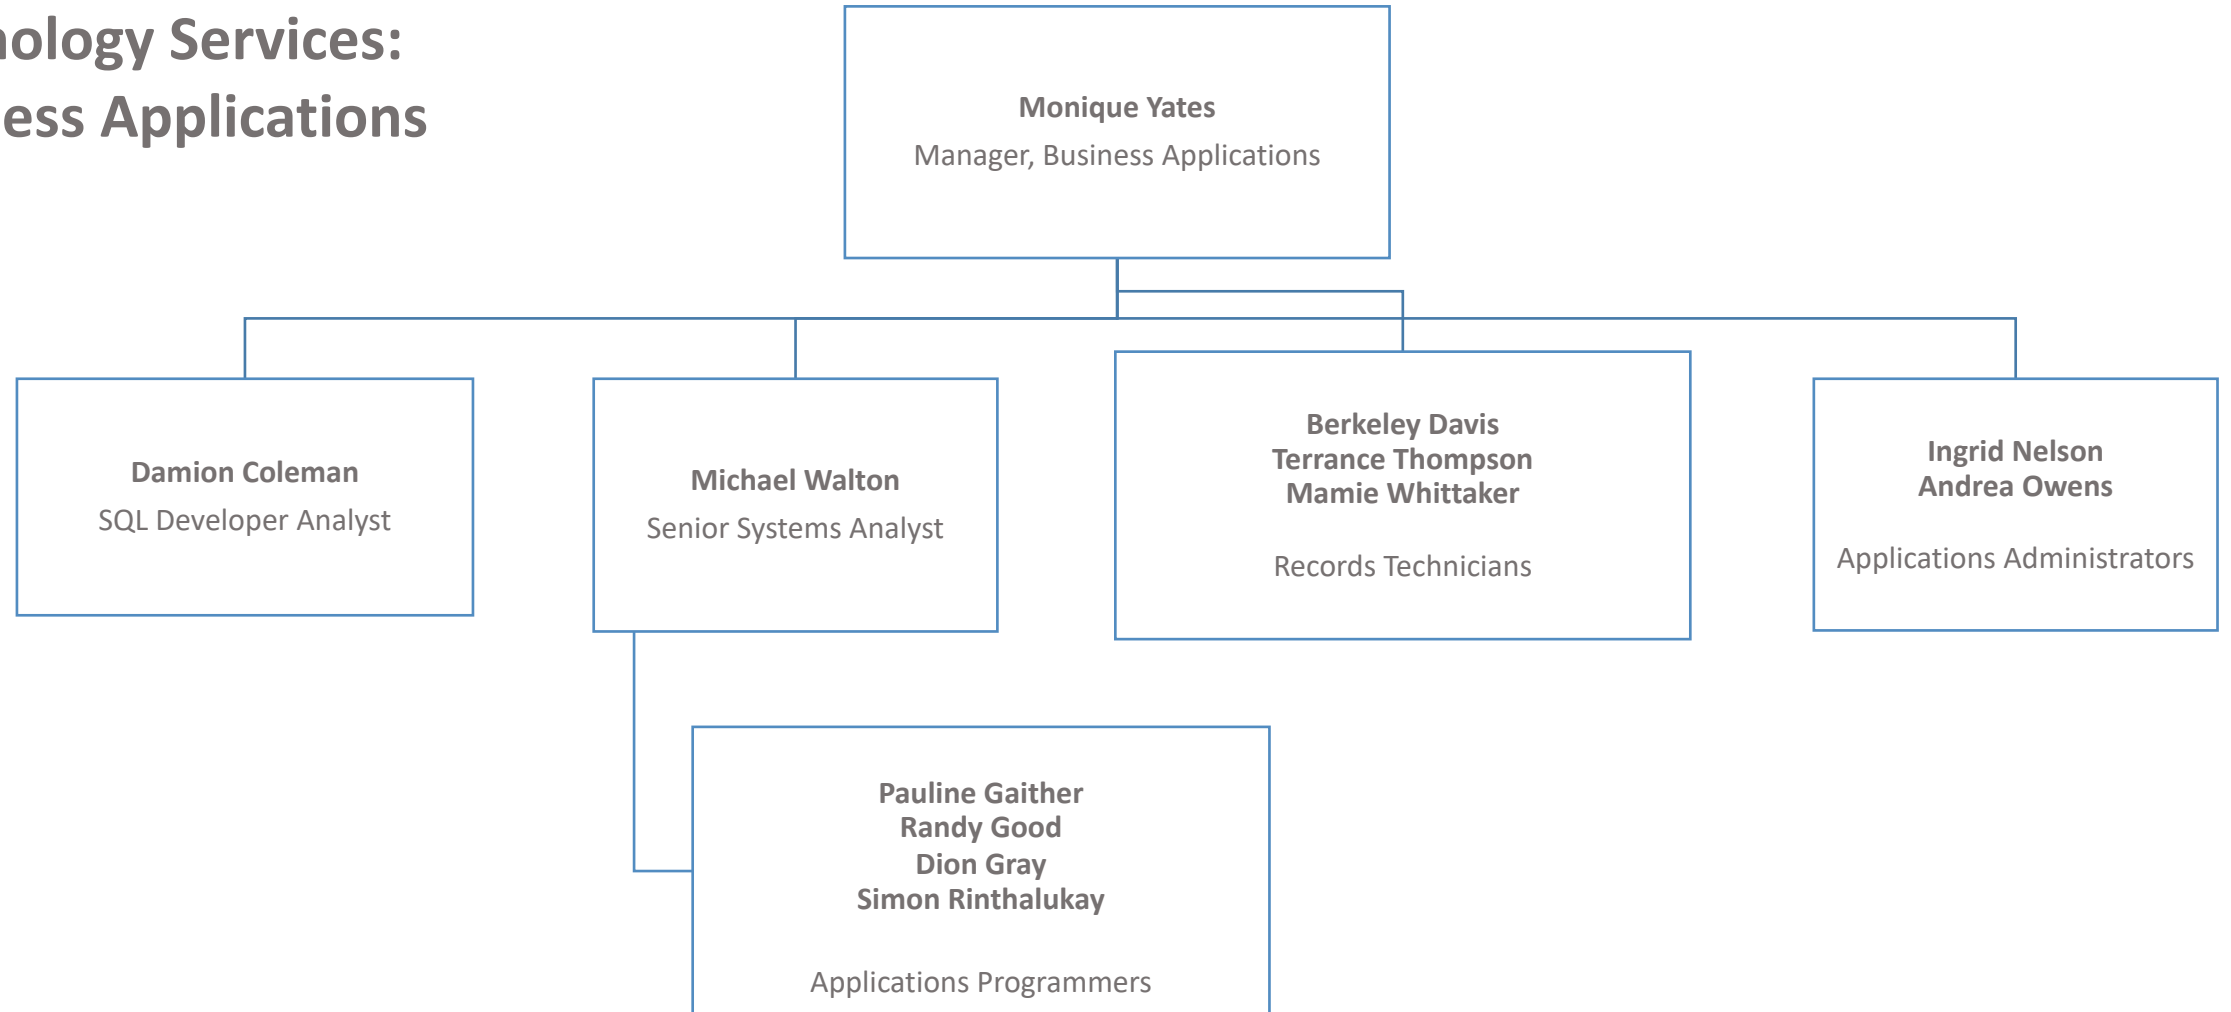 nology Services:
ess Applications
Monique Yates
Manager, Business Applications
Damion Coleman
SQL Developer Analyst
Michael Walton
Senior Systems Analyst
Berkeley Davis
Terrance Thompson
Mamie Whittaker
Records Technicians
Ingrid Nelson
Andrea Owens
Applications Administrators
Pauline Gaither
Randy Good
Dion Gray
Simon Rinthalukay
Applications Programmers